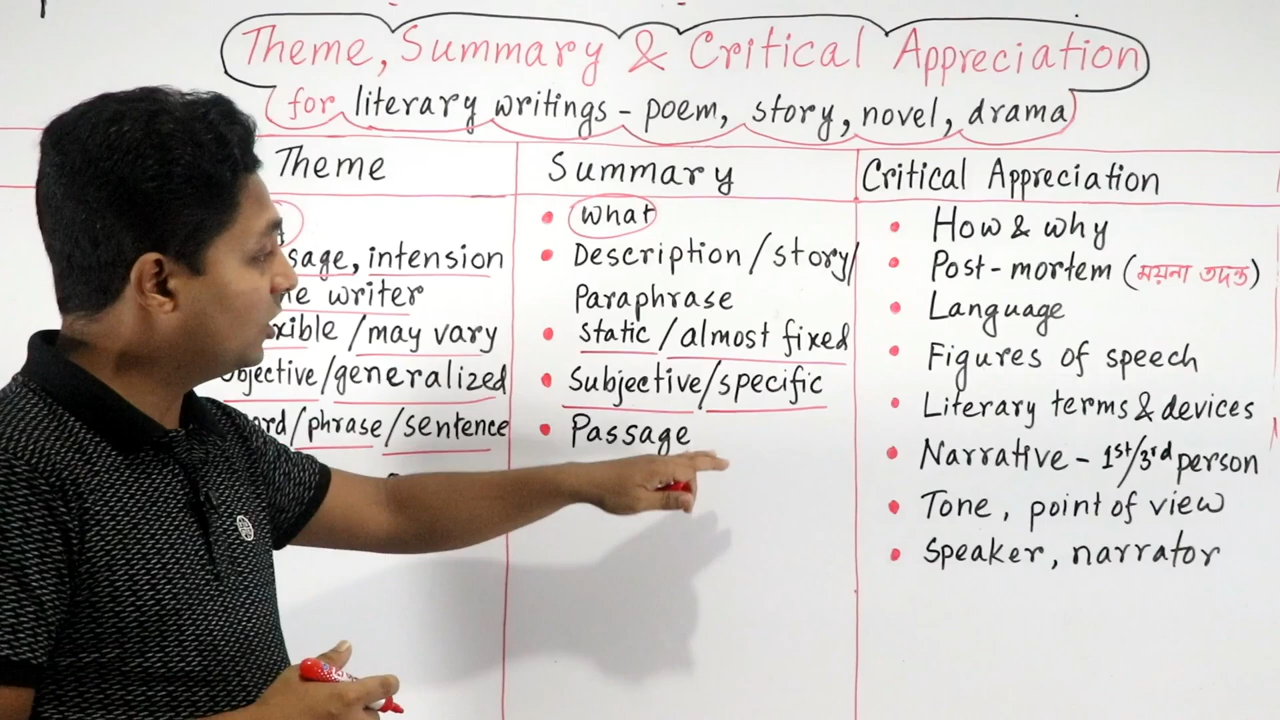 Theme, Summary & Critical Appreciation
for literary writings - poem, story, novel, drama
Theme
sage, intension
writer
xible / may vary
objective / generalized
ord / phrase / sentence
Summary
• What
• Description / story /
Paraphrase
• static / almost fixed
• Subjective / specific
• Passage
Critical Appreciation
• How & why
• Post-mortem (ময়না তদন্ত)
• Language
• Figures of speech
• Literary terms & devices
• Narrative - 1st/3rd person
• Tone, point of view
• Speaker, narrator